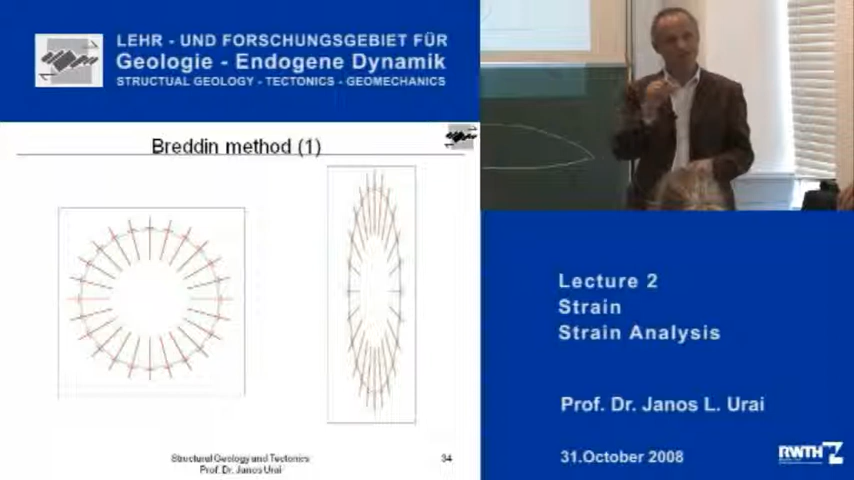 LEHR - UND FORSCHUNGSGEBIET FÜR
Geologie - Endogene Dynamik
STRUCTURAL GEOLOGY - TECTONICS - GEOMECHANICS
Breddin method (1)
Structural Geology and Tectonics
Prof. Dr. Janos Urai
34
Lecture 2
Strain
Strain Analysis
Prof. Dr. Janos L. Urai
31.October 2008
RWTH